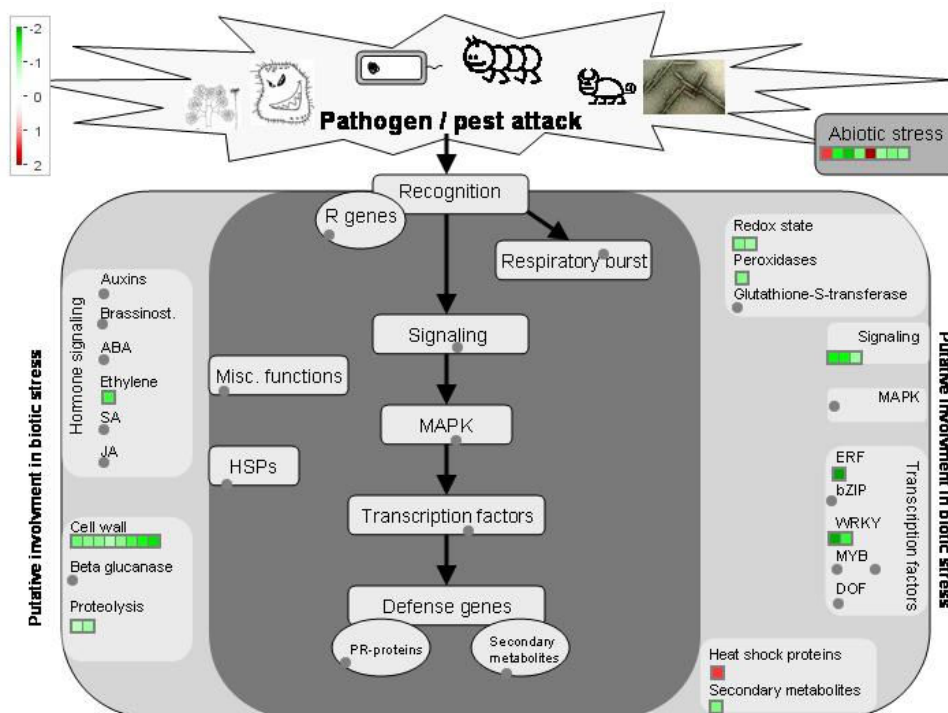 -2
-1
0
1
2
Pathogen / pest attack
Abiotic stress
Recognition
R genes
Respiratory burst
Redox state
Peroxidases
Glutathione-S-transferase
Hormone signaling
Auxins
Brassinost.
ABA
Ethylene
SA
JA
Signaling
Misc. functions
MAPK
HSPs
Transcription factors
Defense genes
PR-proteins
Secondary
metabolites
Putative involvment in biotic stress
Cell wall
Beta glucanase
Proteolysis
Signaling
MAPK
ERF
bZIP
WRKY
MYB
DOF
Transcription factors
Putative involvment in biotic stress
Heat shock proteins
Secondary metabolites